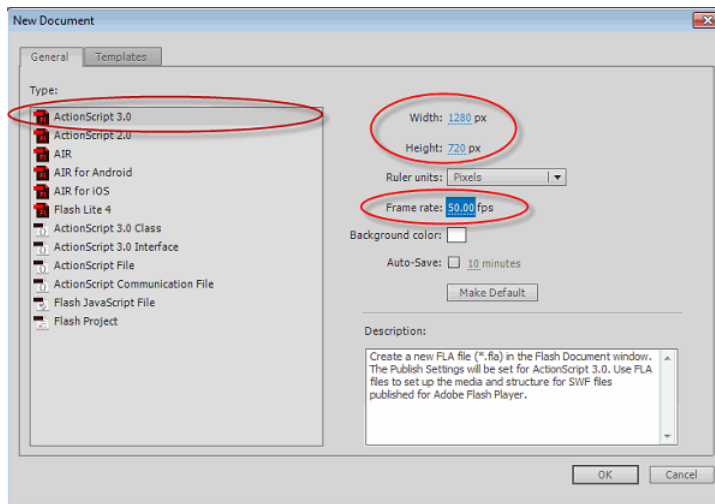 New Document
General
Templates
Type:
ActionScript 3.0
ActionScript 2.0
AIR
AIR for Android
AIR for iOS
Flash Lite 4
ActionScript 3.0 Class
ActionScript 3.0 Interface
ActionScript File
ActionScript Communication File
Flash JavaScript File
Flash Project
Width: 1280 px
Height: 720 px
Ruler units: Pixels
Frame rate: 50.00 fps
Background color:
Auto-Save: 10 minutes
Make Default
Description:
Create a new FLA file (*.fla) in the Flash Document window.
The Publish Settings will be set for ActionScript 3.0. Use FLA
files to set up the media and structure for SWF files
published for Adobe Flash Player.
OK
Cancel